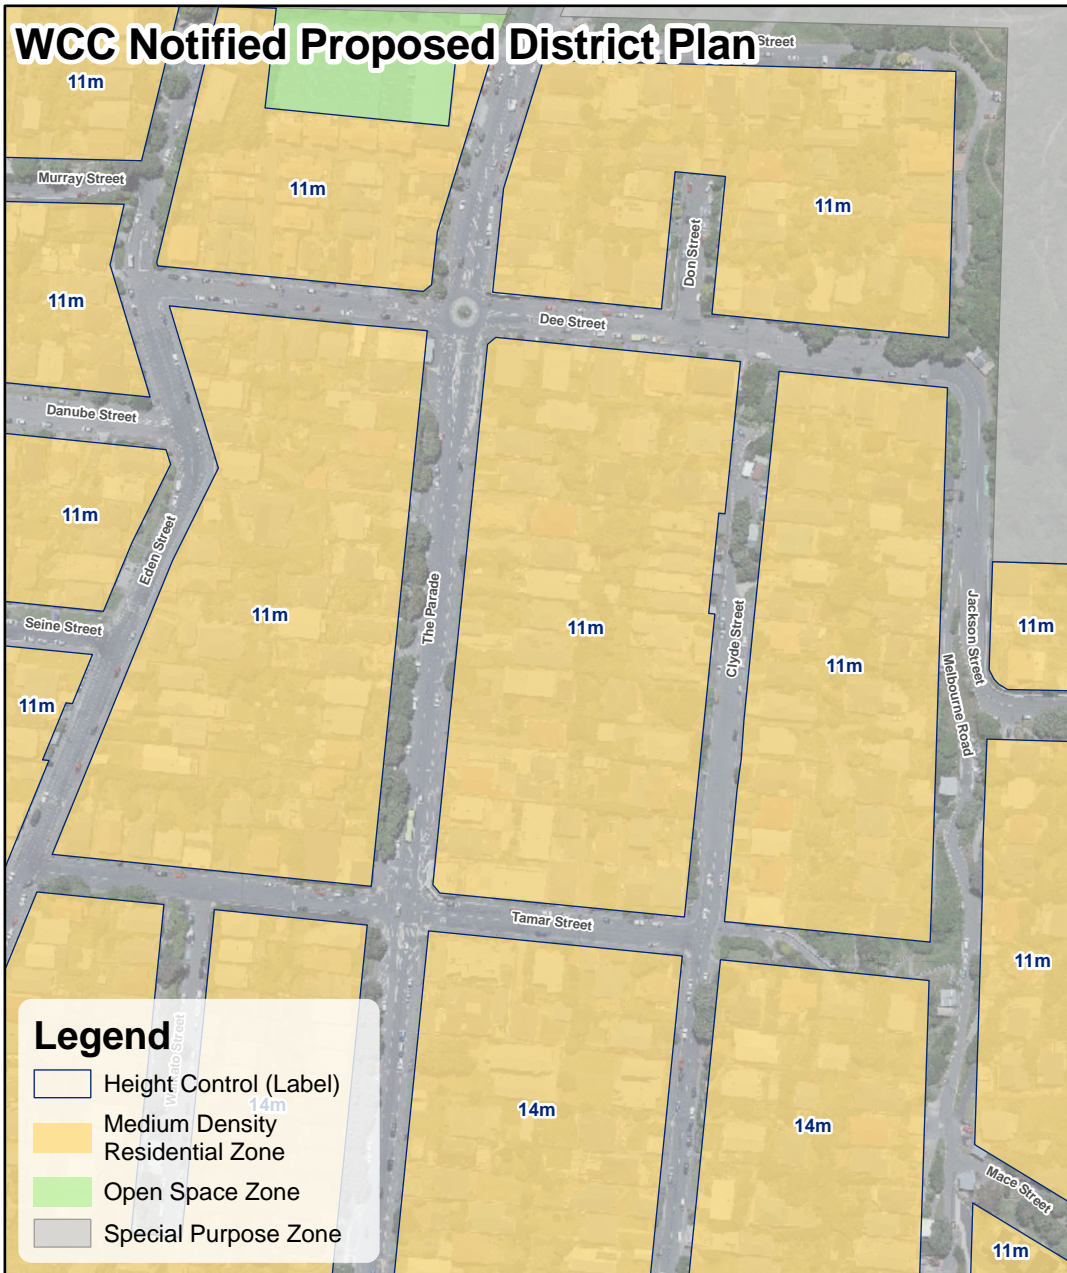 WCC Notified Proposed District Plan
Street
11m
Murray Street
11m
11m
Don Street
11m
Dee Street
Danube Street
11m
Eden Street
Seine Street
11m
The Parade
11m
Clyde Street
11m
Jackson Street
11m
Melbourne Road
11m
Tamar Street
11m
Legend
Height Control (Label)
Medium Density
Residential Zone
Open Space Zone
Special Purpose Zone
14m
14m
14m
Mace Street
11m